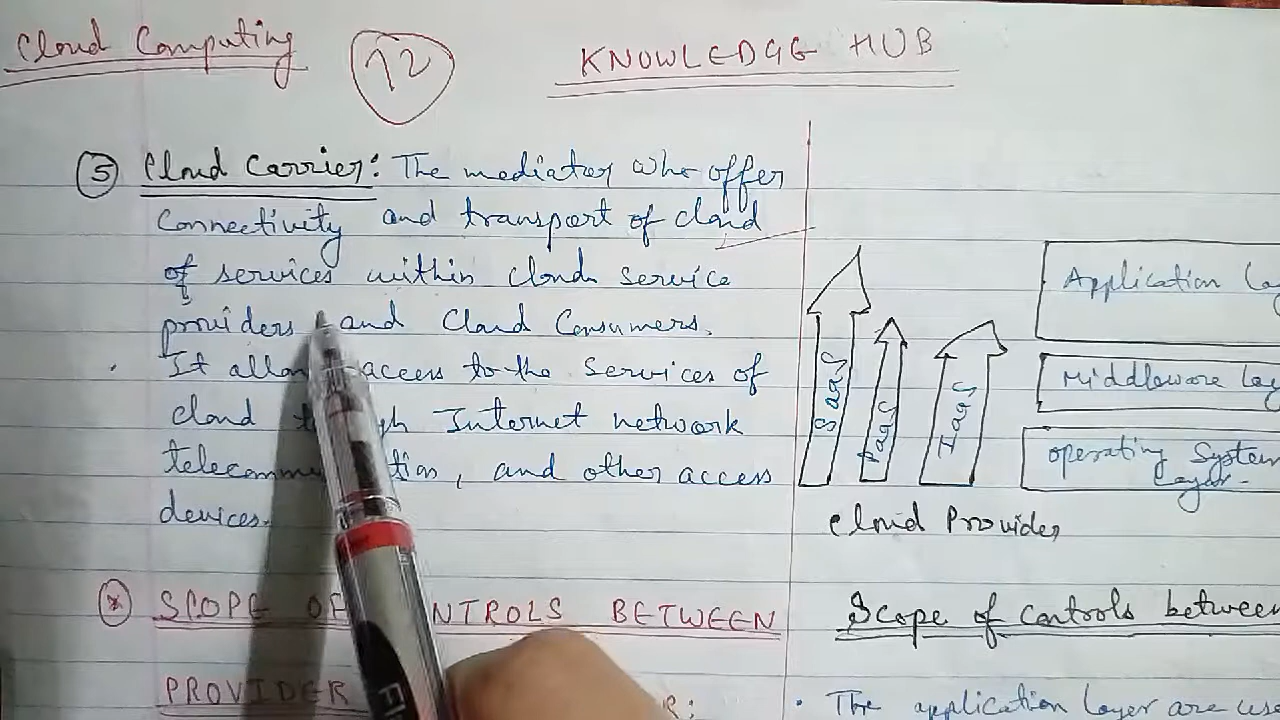 Cloud Computing
12
KNOWLEDGE HUB
5 Cloud Carrier: The mediator who offer
Connectivity and transport of cloud
of services within cloud service
providers and Cloud Consumers.
It access to the Services of
cloud Internet network
and other access
devices.
SCOPE OF BETWEEN
PROVIDER
SaaS
PaaS
IaaS
Application
Middleware
Operating System
Layer-
Cloud Provider
Scope of Controls between
The application layer are